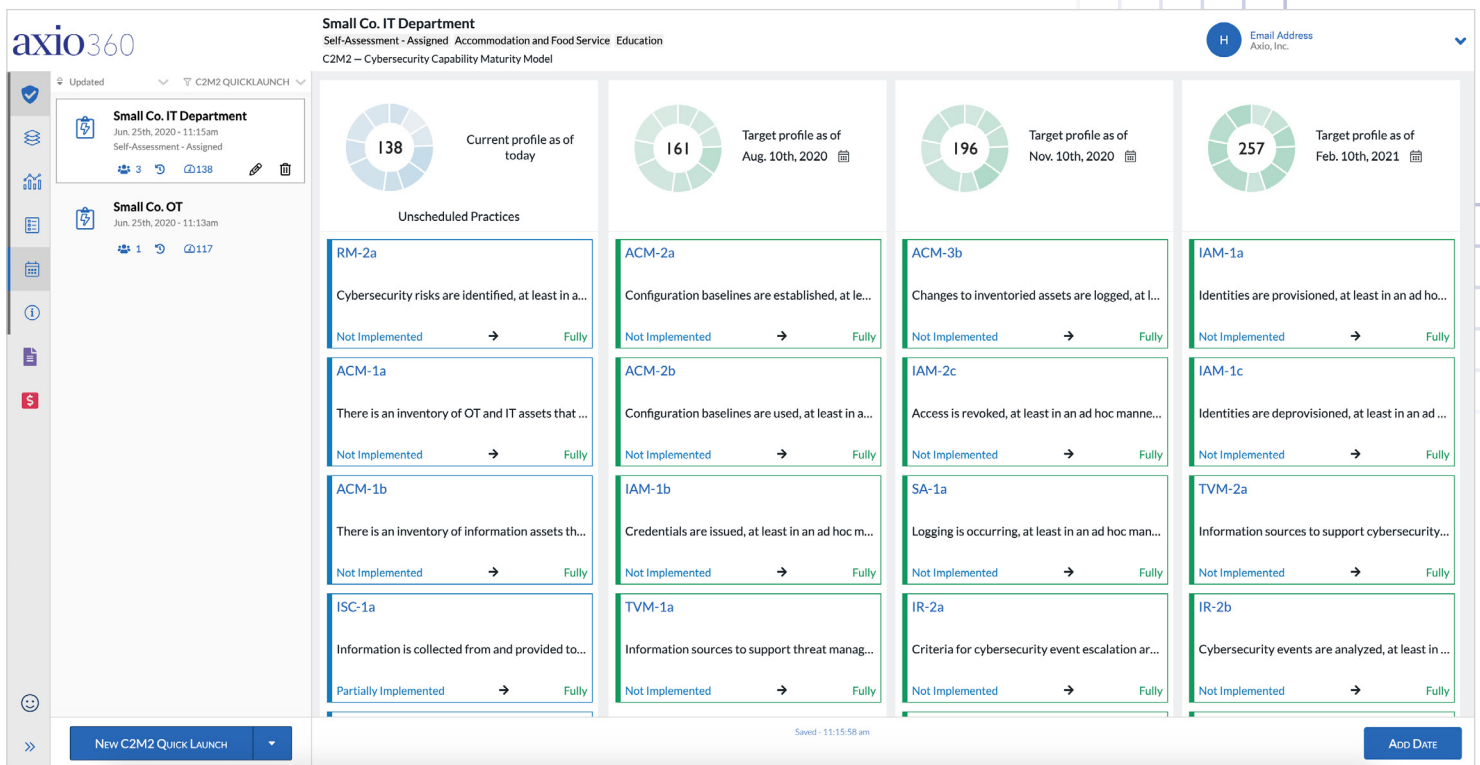 axio360
Small Co. IT Department
Self-Assessment - Assigned Accommodation and Food Service Education
C2M2 — Cybersecurity Capability Maturity Model
H
Email Address
Axio, Inc.
Updated
C2M2 QUICKLAUNCH
Small Co. IT Department
Jun. 25th, 2020 - 11:15am
Self-Assessment - Assigned
3
138
Small Co. OT
Jun. 25th, 2020 - 11:13am
1
117
138
Current profile as of
today
Unscheduled Practices
RM-2a
Cybersecurity risks are identified, at least in a...
Not Implemented → Fully
ACM-1a
There is an inventory of OT and IT assets that ...
Not Implemented → Fully
ACM-1b
There is an inventory of information assets th...
Not Implemented → Fully
ISC-1a
Information is collected from and provided to...
Partially Implemented → Fully
161
Target profile as of
Aug. 10th, 2020
ACM-2a
Configuration baselines are established, at le...
Not Implemented → Fully
ACM-2b
Configuration baselines are used, at least in a...
Not Implemented → Fully
IAM-1b
Credentials are issued, at least in an ad hoc m...
Not Implemented → Fully
TVM-1a
Information sources to support threat manag...
Not Implemented → Fully
196
Target profile as of
Nov. 10th, 2020
ACM-3b
Changes to inventoried assets are logged, at l...
Not Implemented → Fully
IAM-2c
Access is revoked, at least in an ad hoc manne...
Not Implemented → Fully
SA-1a
Logging is occurring, at least in an ad hoc man...
Not Implemented → Fully
IR-2a
Criteria for cybersecurity event escalation ar...
Not Implemented → Fully
257
Target profile as of
Feb. 10th, 2021
IAM-1a
Identities are provisioned, at least in an ad ho...
Not Implemented → Fully
IAM-1c
Identities are deprovisioned, at least in an ad ...
Not Implemented → Fully
TVM-2a
Information sources to support cybersecurity...
Not Implemented → Fully
IR-2b
Cybersecurity events are analyzed, at least in ...
Not Implemented → Fully
$
NEW C2M2 QUICK LAUNCH
Saved - 11:15:58 am
ADD DATE